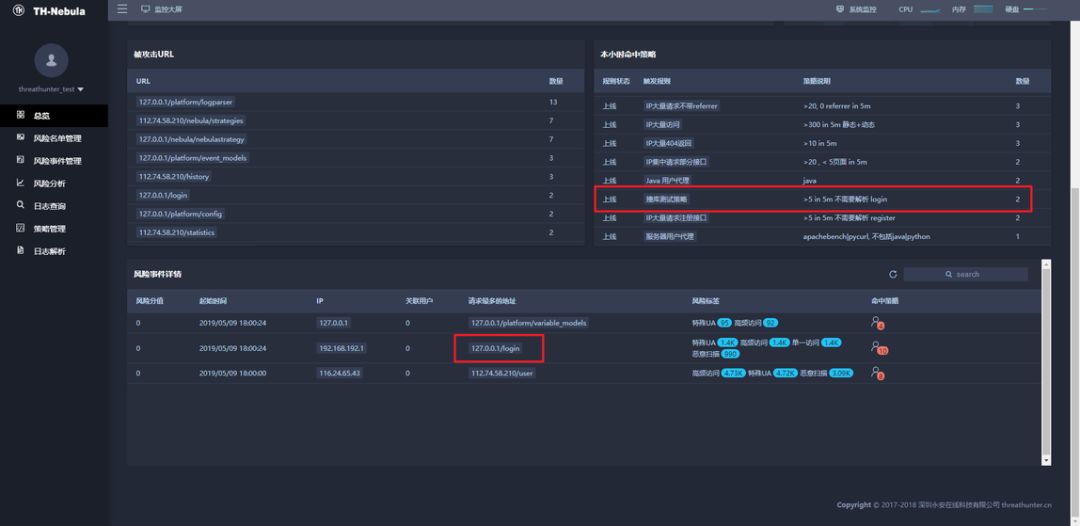 TH-Nebula
监控大屏
系统监控 CPU 内存 硬盘
threathunter_test
总览
风险名单管理
风险事件管理
风险分析
日志查询
策略管理
日志解析
被攻击URL
URL 数量
127.0.0.1/platform/logparser 13
112.74.58.210/nebula/strategies 7
127.0.0.1/nebula/nebulastrategy 7
127.0.0.1/platform/event_models 3
112.74.58.210/history 3
127.0.0.1/login 2
127.0.0.1/platform/config 2
112.74.58.210/statistics 2
本小时命中策略
规则状态 触发规则 策略说明 数量
上线 IP大量请求不带referrer >20, 0 referrer in 5m 3
上线 IP大量访问 >300 in 5m 静态+动态 3
上线 IP大量404返回 >10 in 5m 3
上线 IP集中请求部分接口 >20 , < 5页面 in 5m 2
上线 Java 用户代理 java 2
上线 撞库测试策略 >5 in 5m 不需要解析 login 2
上线 IP大量请求注册接口 >5 in 5m 不需要解析 register 2
上线 服务器用户代理 apachebench|pycurl, 不包括java|python 1
风险事件详情
search
风险分值 起始时间 IP 关联用户 请求最多的地址 风险标签 命中策略
0 2019/05/09 18:00:24 127.0.0.1 0 127.0.0.1/platform/variable_models 特殊UA 95 高频访问 92 4
0 2019/05/09 18:00:24 192.168.192.1 0 127.0.0.1/login 特殊UA 1.4K 高频访问 1.4K 单一访问 1.4K
恶意扫描 990 10
0 2019/05/09 18:00:00 116.24.65.43 0 112.74.58.210/user 高频访问 4.73K 特殊UA 4.72K 恶意扫描 3.09K 8
Copyright © 2017-2018 深圳永安在线科技有限公司 threathunter.cn